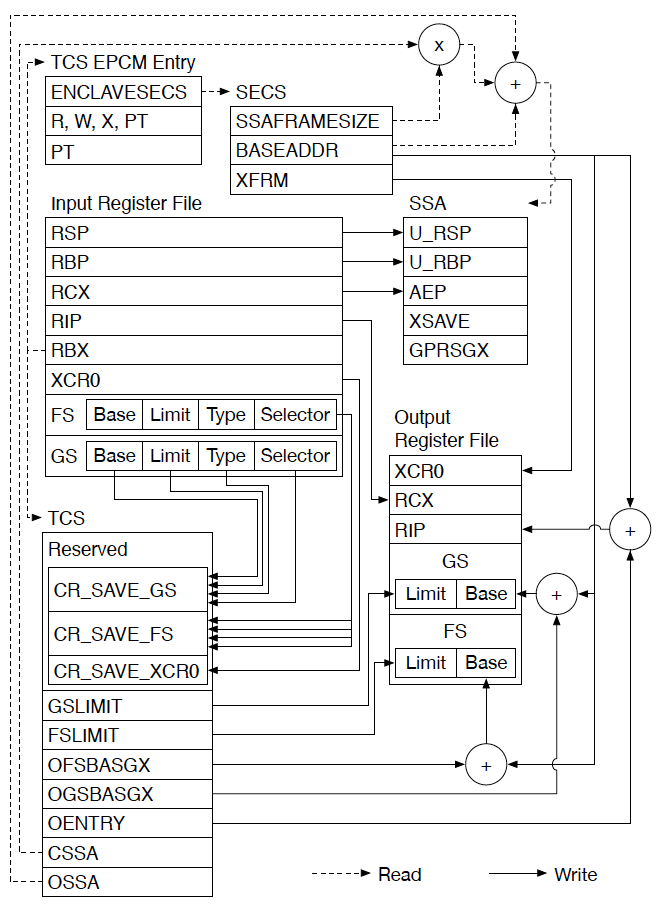 x
TCS EPCM Entry
+
ENCLAVESECS
SECS
R, W, X, PT
SSAFRAMESIZE
PT
BASEADDR
XFRM
Input Register File
SSA
RSP
U_RSP
RBP
U_RBP
RCX
AEP
RIP
XSAVE
RBX
GPRSGX
XCR0
FS Base Limit Type Selector
Output
Register File
GS Base Limit Type Selector
XCR0
RCX
TCS
RIP
+
Reserved
GS
CR_SAVE_GS
Limit Base
+
CR_SAVE_FS
FS
CR_SAVE_XCR0
Limit Base
GSLIMIT
FSLIMIT
OFSBASGX
+
OGSBASGX
OENTRY
CSSA
Read
Write
OSSA